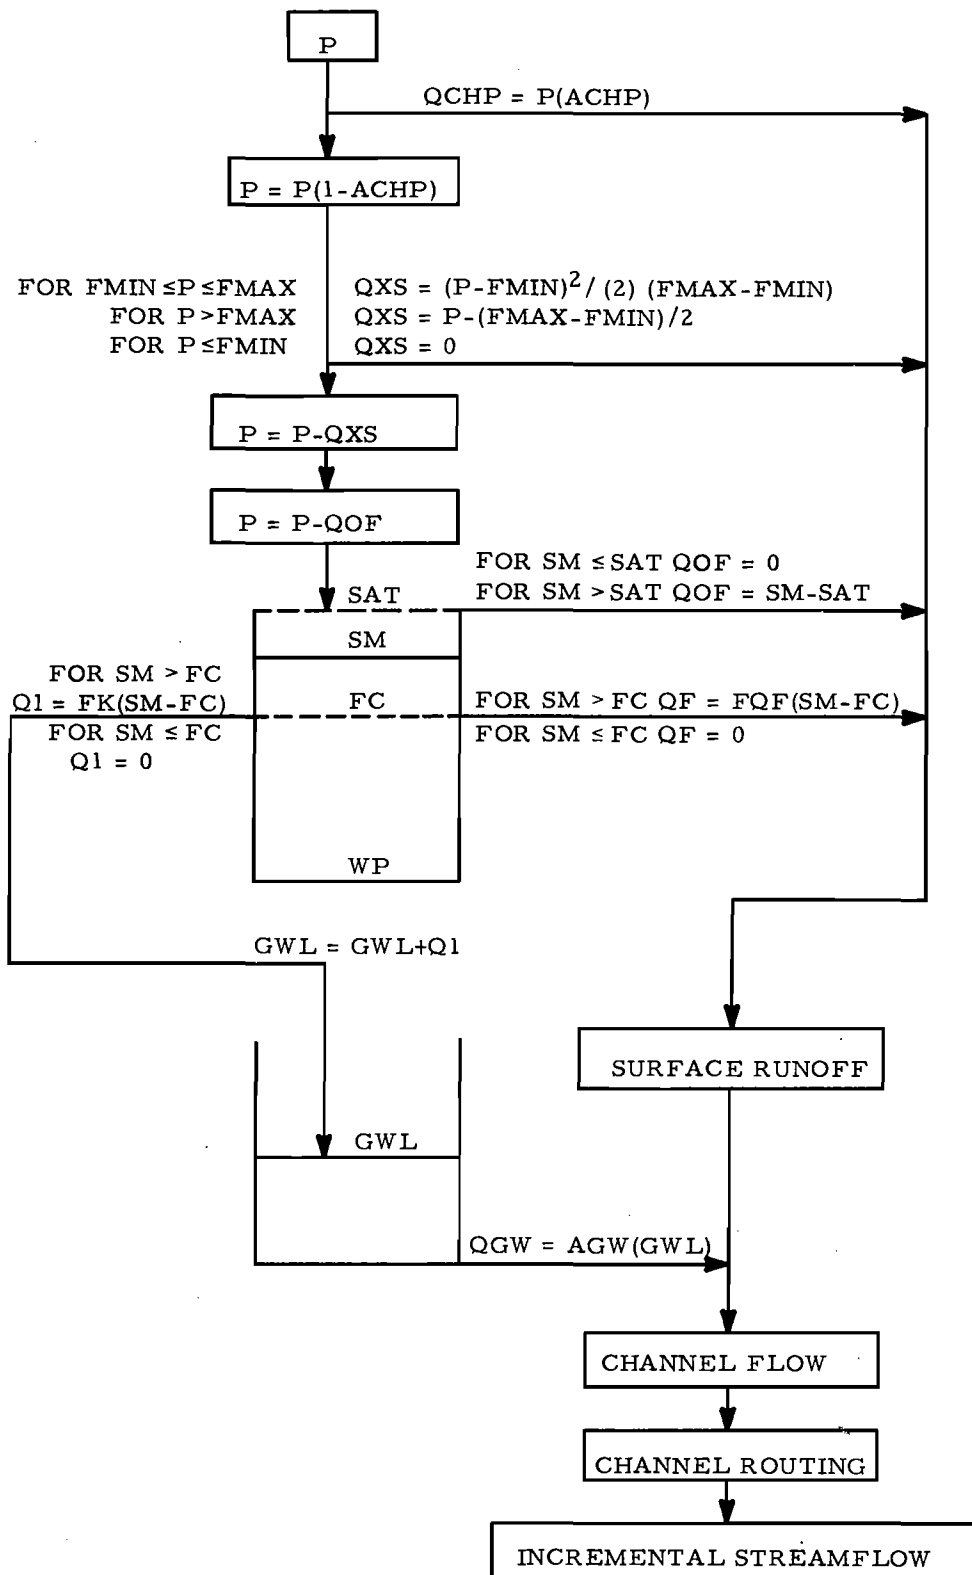 P
QCHP = P(ACHP)
P = P(1-ACHP)
FOR FMIN ≤P ≤FMAX QXS = (P-FMIN)²/ (2) (FMAX-FMIN)
FOR P >FMAX QXS = P-(FMAX-FMIN)/2
FOR P ≤FMIN QXS = 0
P = P-QXS
P = P-QOF
FOR SM ≤ SAT QOF = 0
SAT FOR SM > SAT QOF = SM-SAT
SM
FOR SM > FC
Q1 = FK(SM-FC) FC FOR SM > FC QF = FQF(SM-FC)
FOR SM ≤ FC FOR SM ≤ FC QF = 0
Q1 = 0
WP
GWL = GWL+Q1
SURFACE RUNOFF
GWL
QGW = AGW(GWL)
CHANNEL FLOW
CHANNEL ROUTING
INCREMENTAL STREAMFLOW